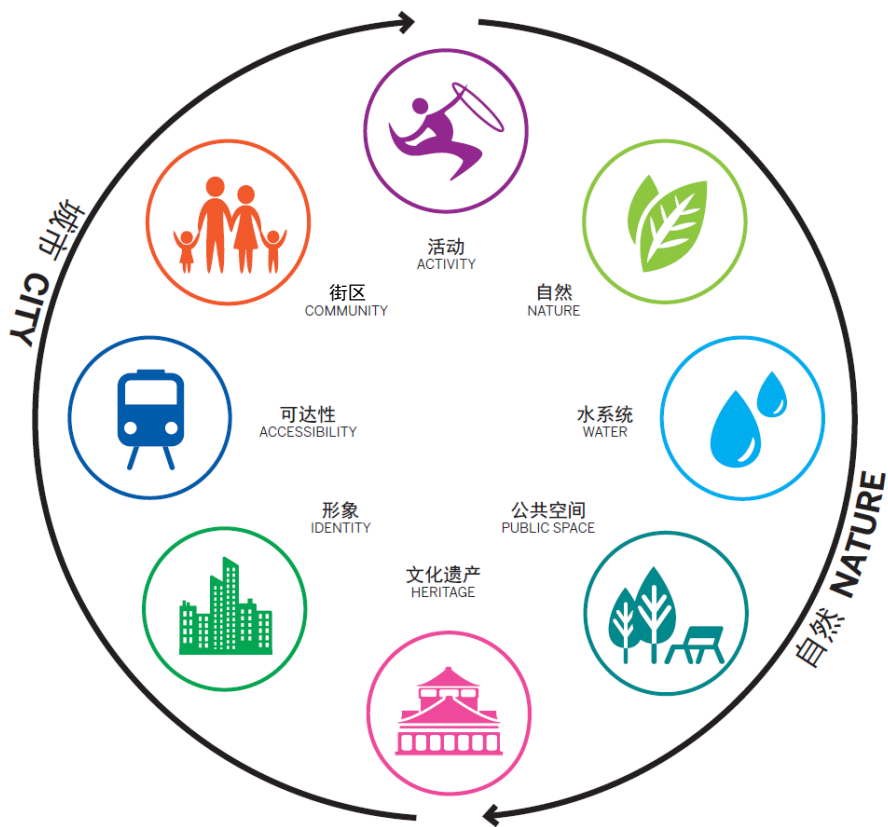 活动
ACTIVITY
自然
NATURE
水系统
WATER
公共空间
PUBLIC SPACE
文化遗产
HERITAGE
形象
IDENTITY
可达性
ACCESSIBILITY
街区
COMMUNITY
城市 CITY
自然 NATURE